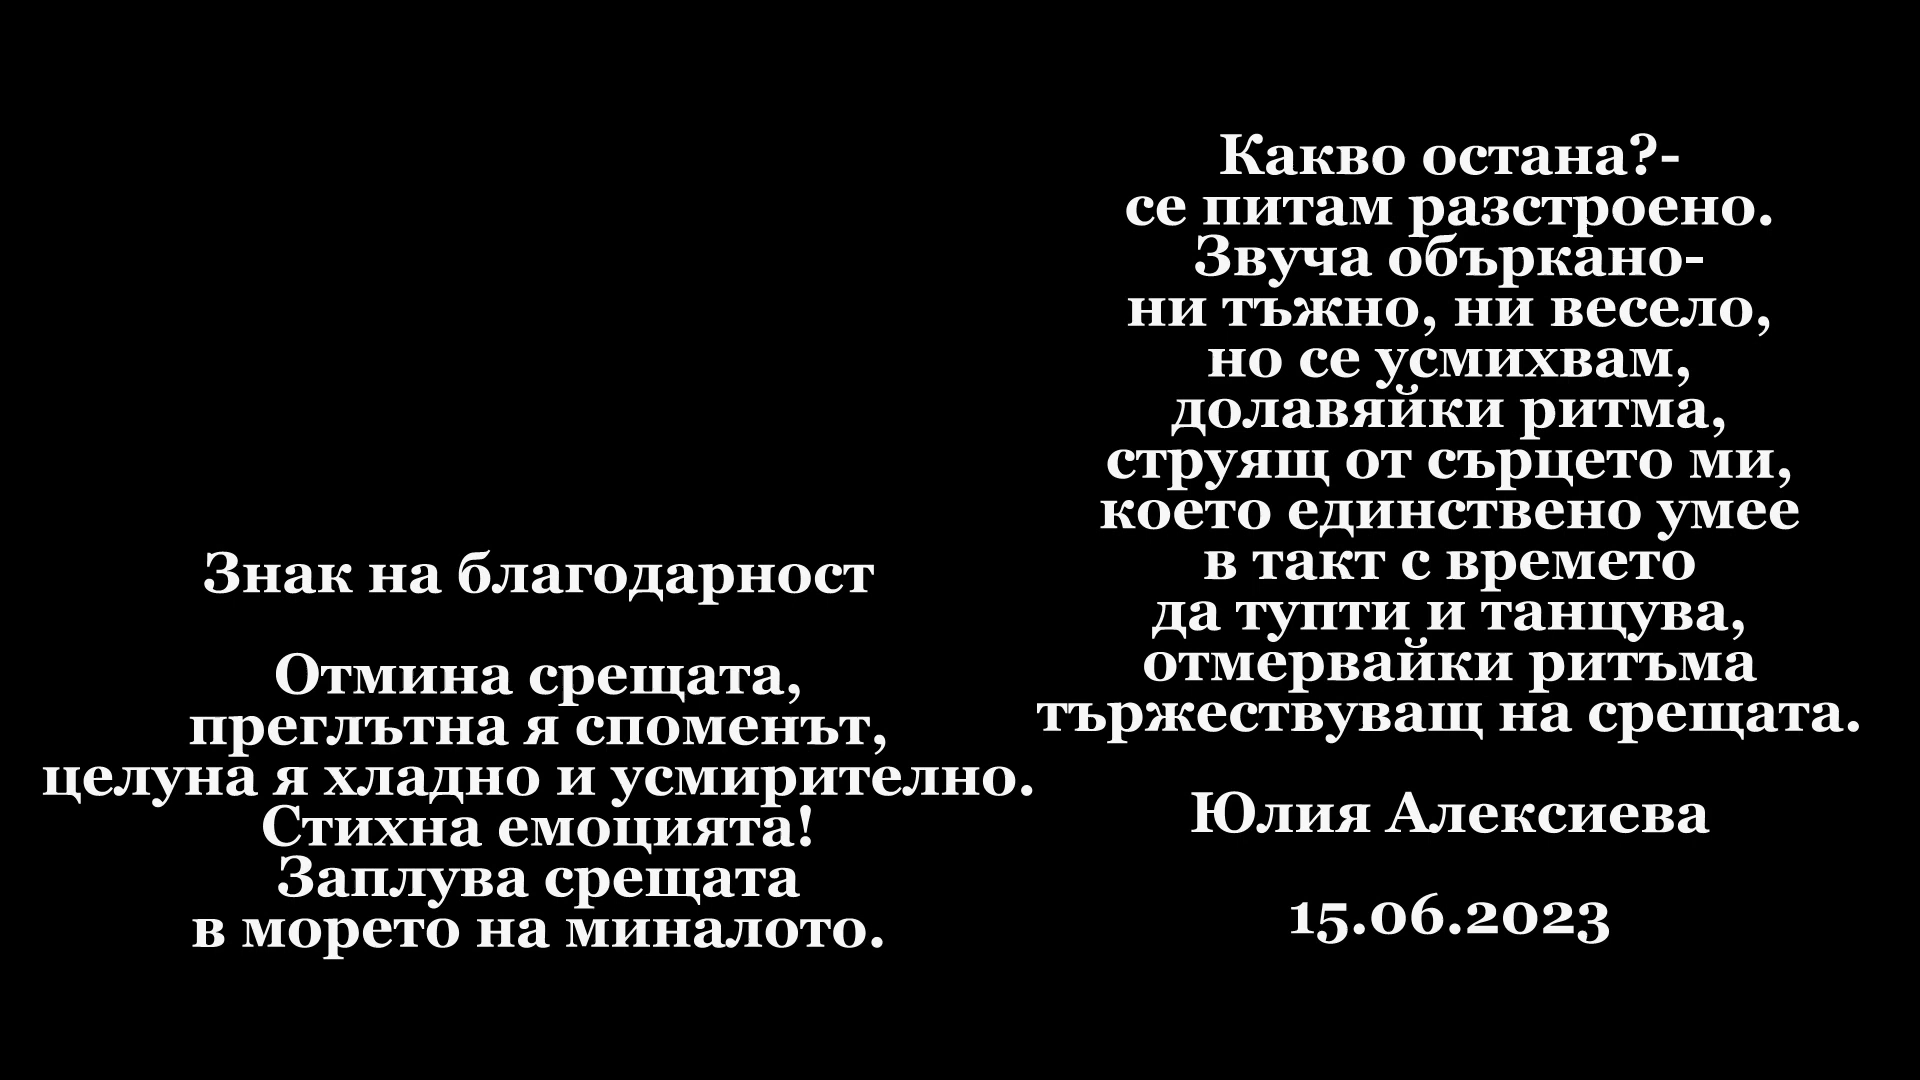 Знак на благодарност
Отмина срещата,
преглътна я споменът,
целуна я хладно и усмирително.
Стихна емоцията!
Заплува срещата
в морето на миналото.
Какво остана?-
се питам разстроено.
Звуча объркано-
ни тъжно, ни весело,
но се усмихвам,
долавяйки ритма,
струящ от сърцето ми,
което единствено умее
в такт с времето
да тупти и танцува,
отмервайки ритъма
тържествуващ на срещата.
Юлия Алексиева
15.06.2023